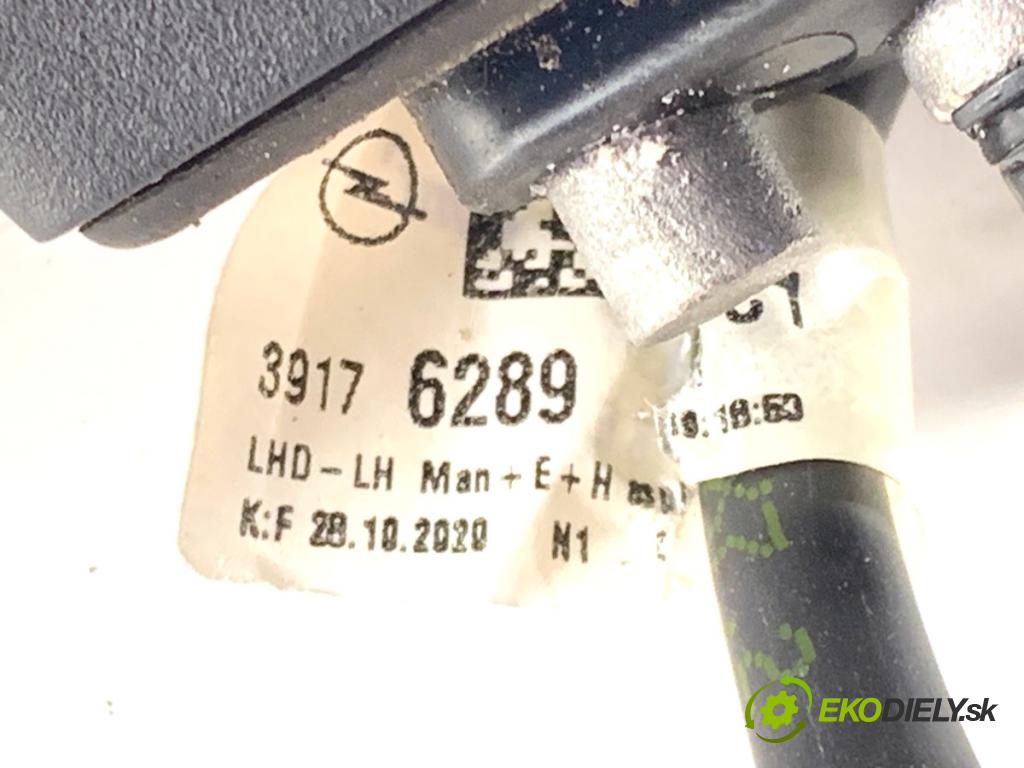 3917 6289
LHD-LH Man+E+H
K:F 28.10.2020 N1
EKODIELY.sk